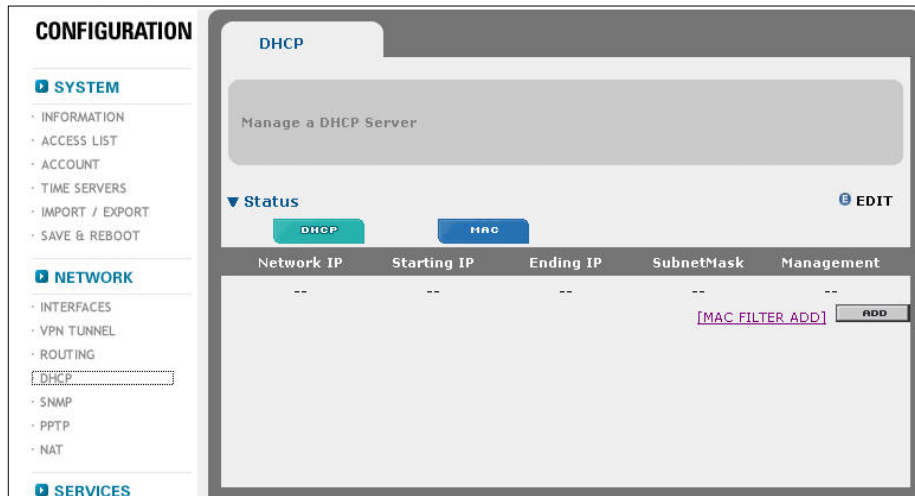 CONFIGURATION
SYSTEM
· INFORMATION
· ACCESS LIST
· ACCOUNT
· TIME SERVERS
· IMPORT / EXPORT
· SAVE & REBOOT
NETWORK
· INTERFACES
· VPN TUNNEL
· ROUTING
· DHCP
· SNMP
· PPTP
· NAT
SERVICES
DHCP
Manage a DHCP Server
▼ Status
E EDIT
DHCP MAC
Network IP Starting IP Ending IP SubnetMask Management
-- -- -- -- --
[MAC FILTER ADD] ADD